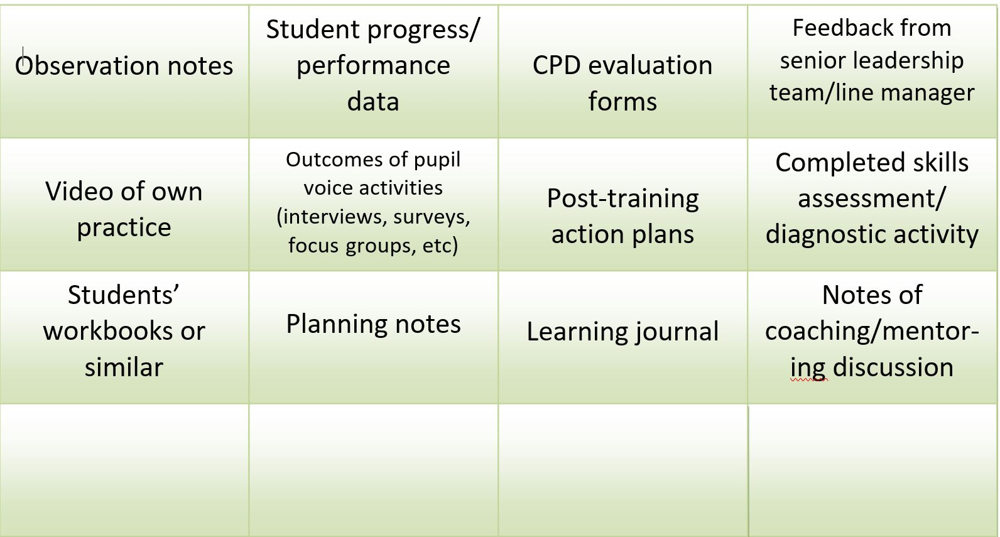 Observation notes
Student progress/
performance
data
CPD evaluation
forms
Feedback from
senior leadership
team/line manager
Video of own
practice
Outcomes of pupil
voice activities
(interviews, surveys,
focus groups, etc)
Post-training
action plans
Completed skills
assessment/
diagnostic activity
Students’
workbooks or
similar
Planning notes
Learning journal
Notes of
coaching/mentor-
ing discussion